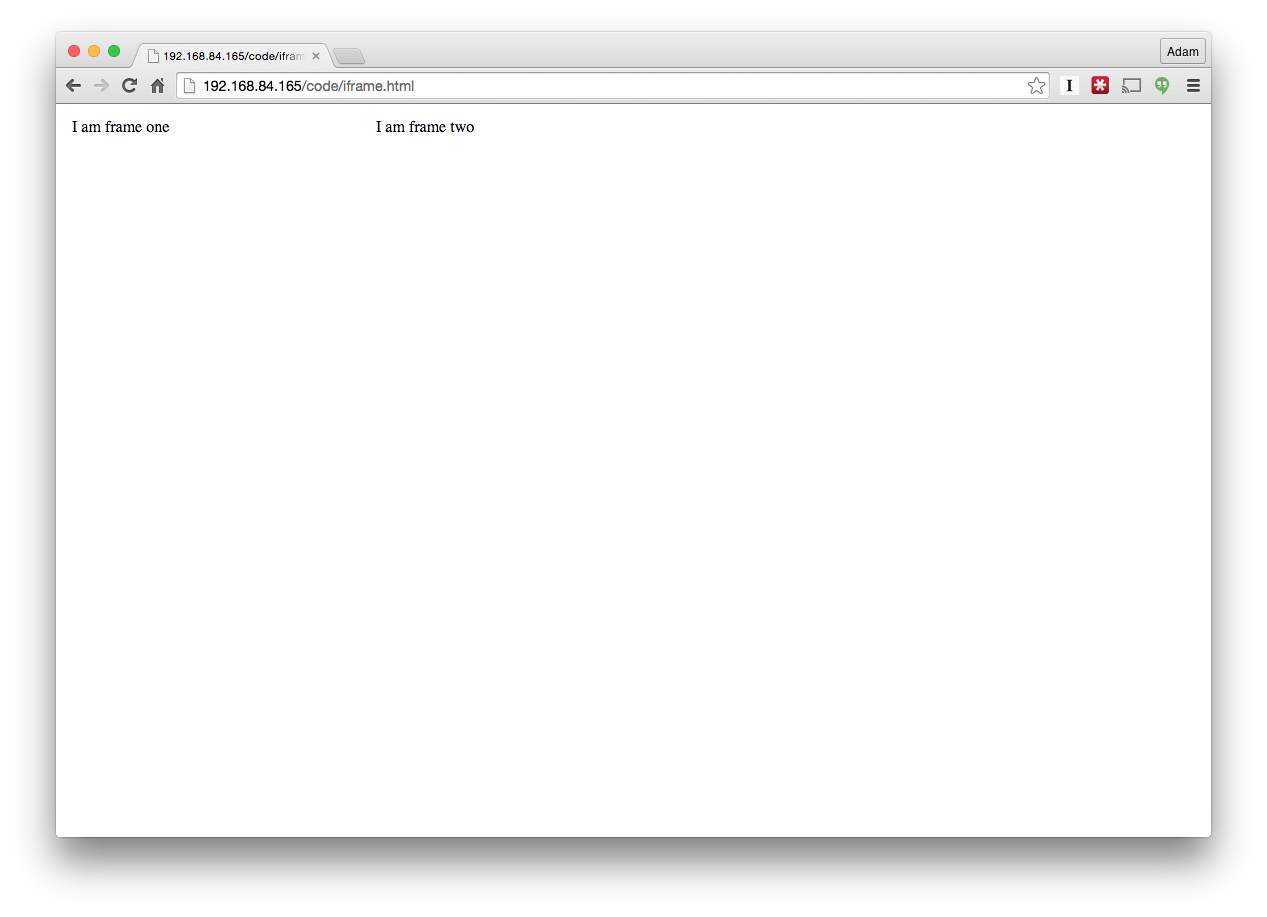 192.168.84.165/code/ifram
Adam
192.168.84.165/code/iframe.html
I
I am frame one
I am frame two